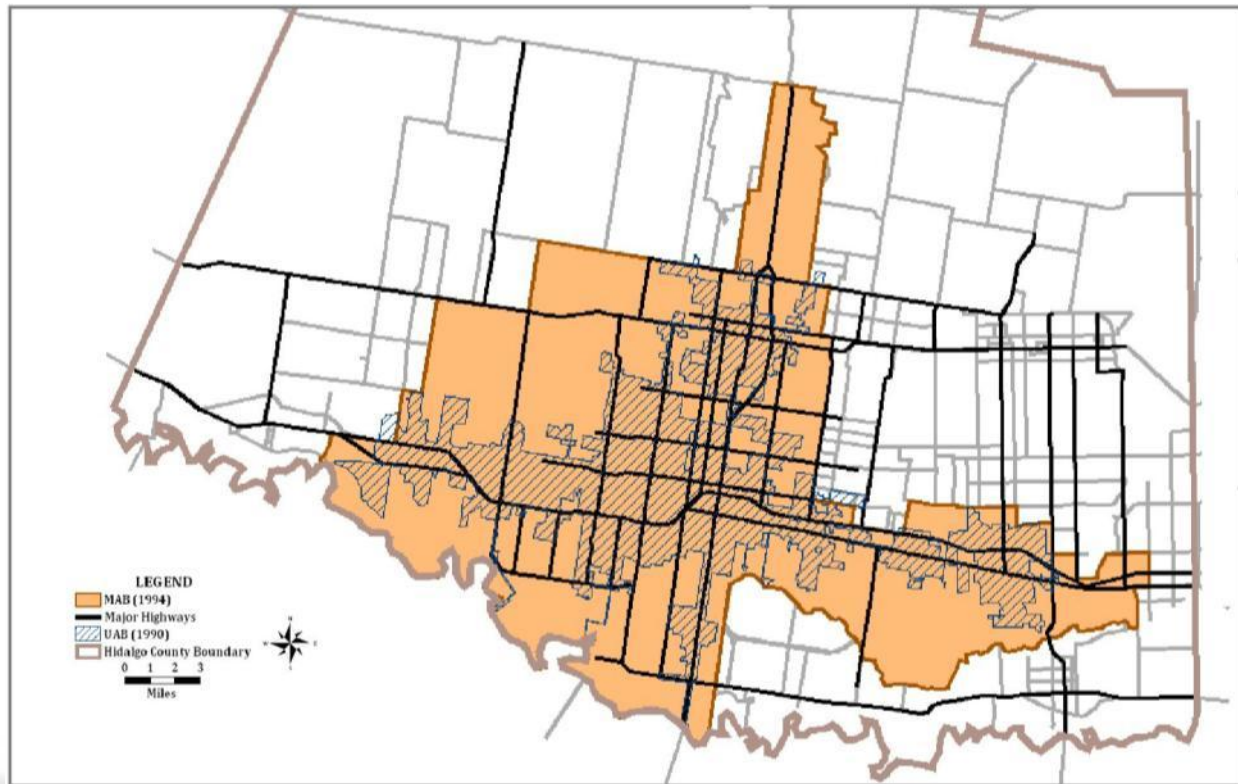 LEGEND
MAB (1994)
Major Highways
UAB (1990)
Hidalgo County Boundary
0 1 2 3
Miles